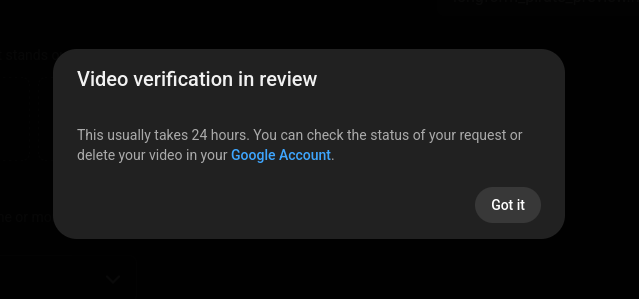 Video verification in review
This usually takes 24 hours. You can check the status of your request or
delete your video in your Google Account.
Got it